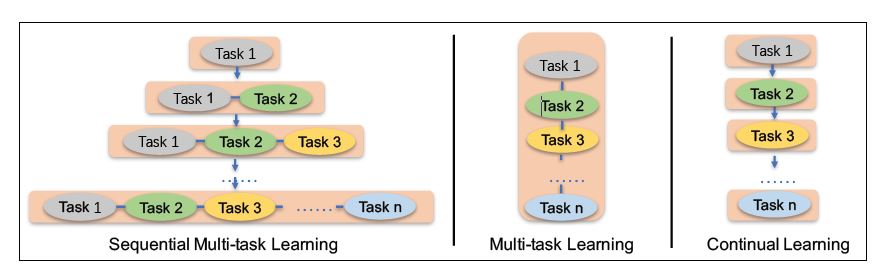 Task 1
Task 1 Task 2
Task 1 Task 2 Task 3
......
Task 1 Task 2 Task 3 ...... Task n
Sequential Multi-task Learning
Task 1
Task 2
Task 3
......
Task n
Multi-task Learning
Task 1
Task 2
Task 3
......
Task n
Continual Learning